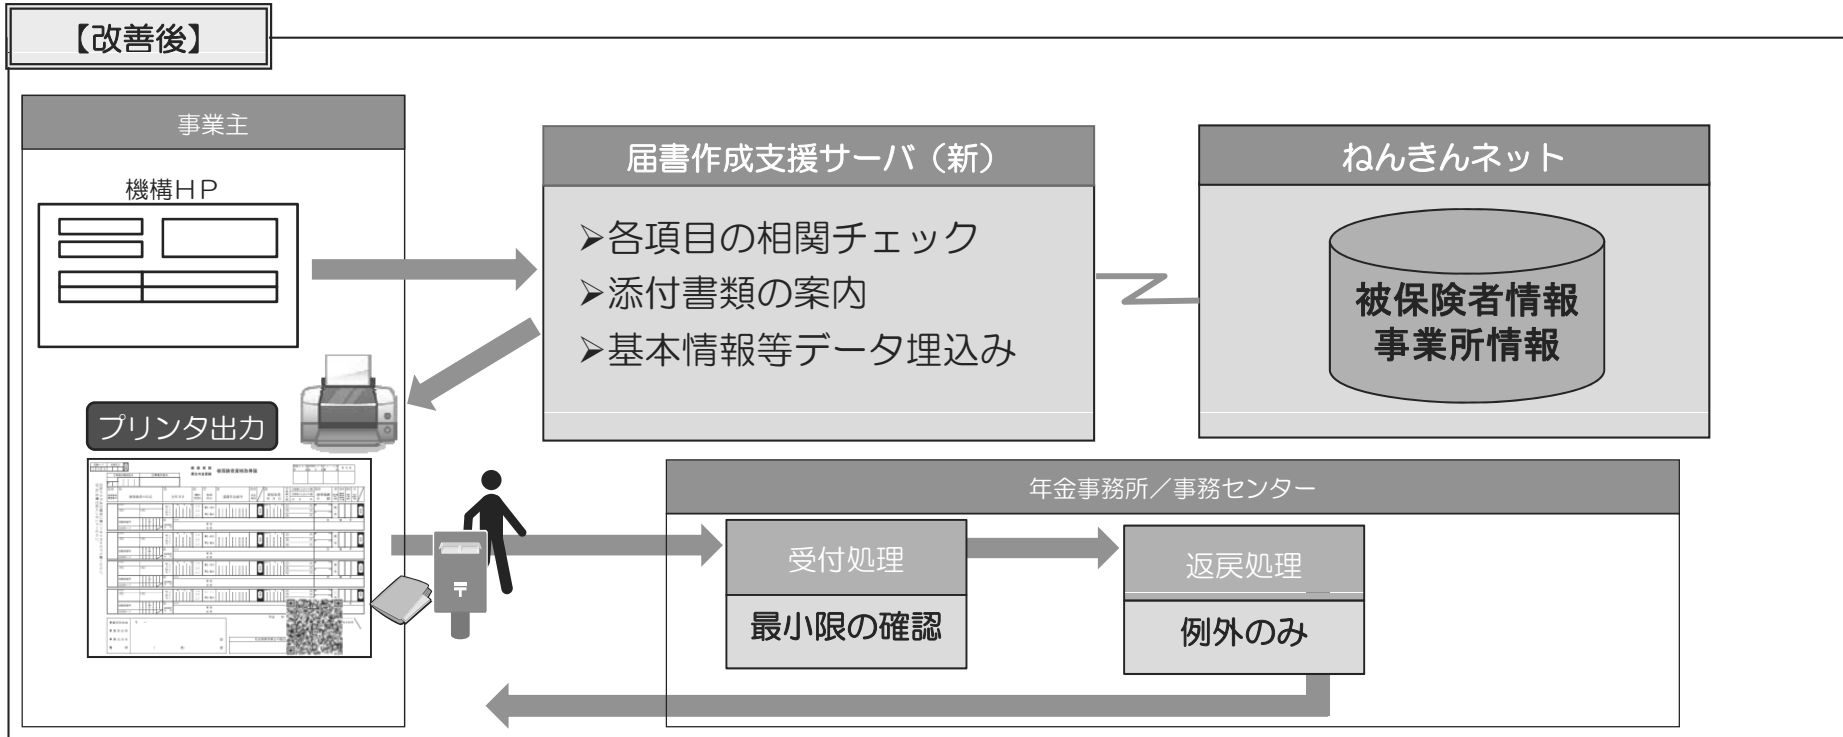 【改善後】
事業主
機構HP
プリンタ出力
届書作成支援サーバ（新）
➢各項目の相関チェック
➢添付書類の案内
➢基本情報等データ埋込み
ねんきんネット
被保険者情報
事業所情報
年金事務所／事務センター
受付処理
最小限の確認
返戻処理
例外のみ
〒